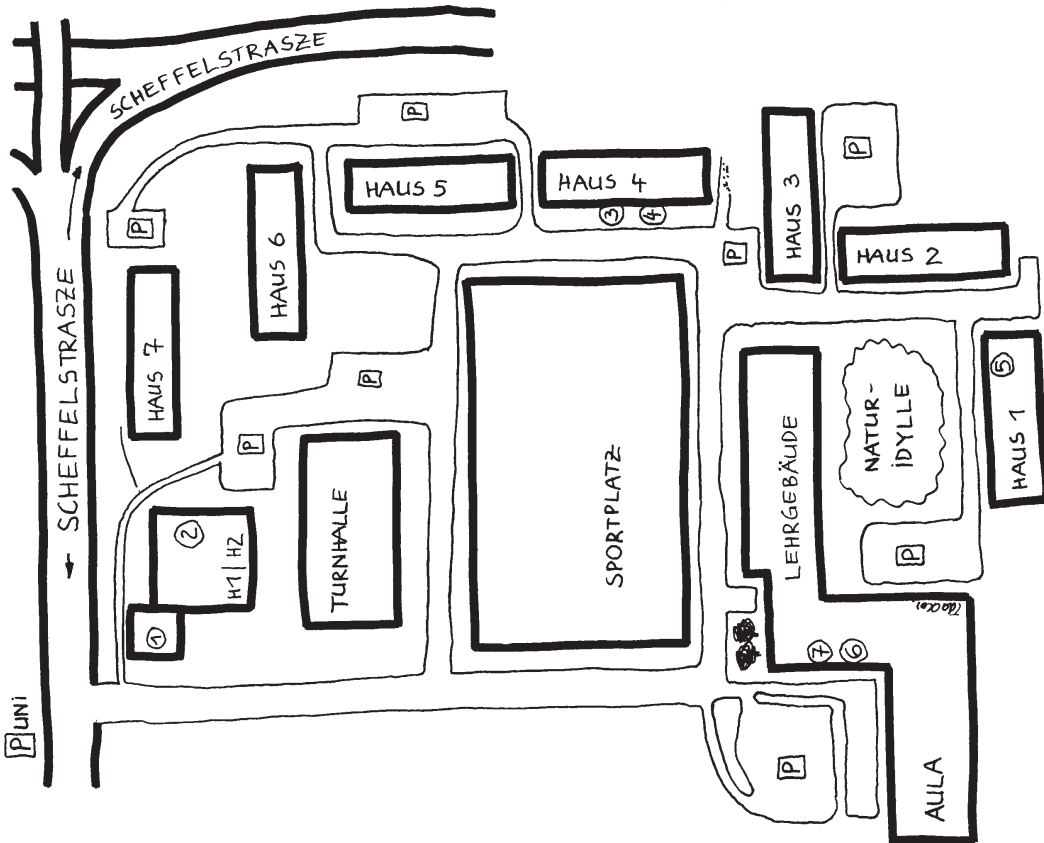 SCHEFFELSTRASZE
P
HAUS 5
HAUS 4
3 4
HAUS 3
P
P
HAUS 6
P
HAUS 2
SCHEFFELSTRASZE
HAUS 7
P
P
H1 | H2
2
1
TURNHALLE
SPORTPLATZ
LEHRGEBÄUDE
NATUR-
IDYLLE
5
HAUS 1
P
7 6
P
AULA
P UNI